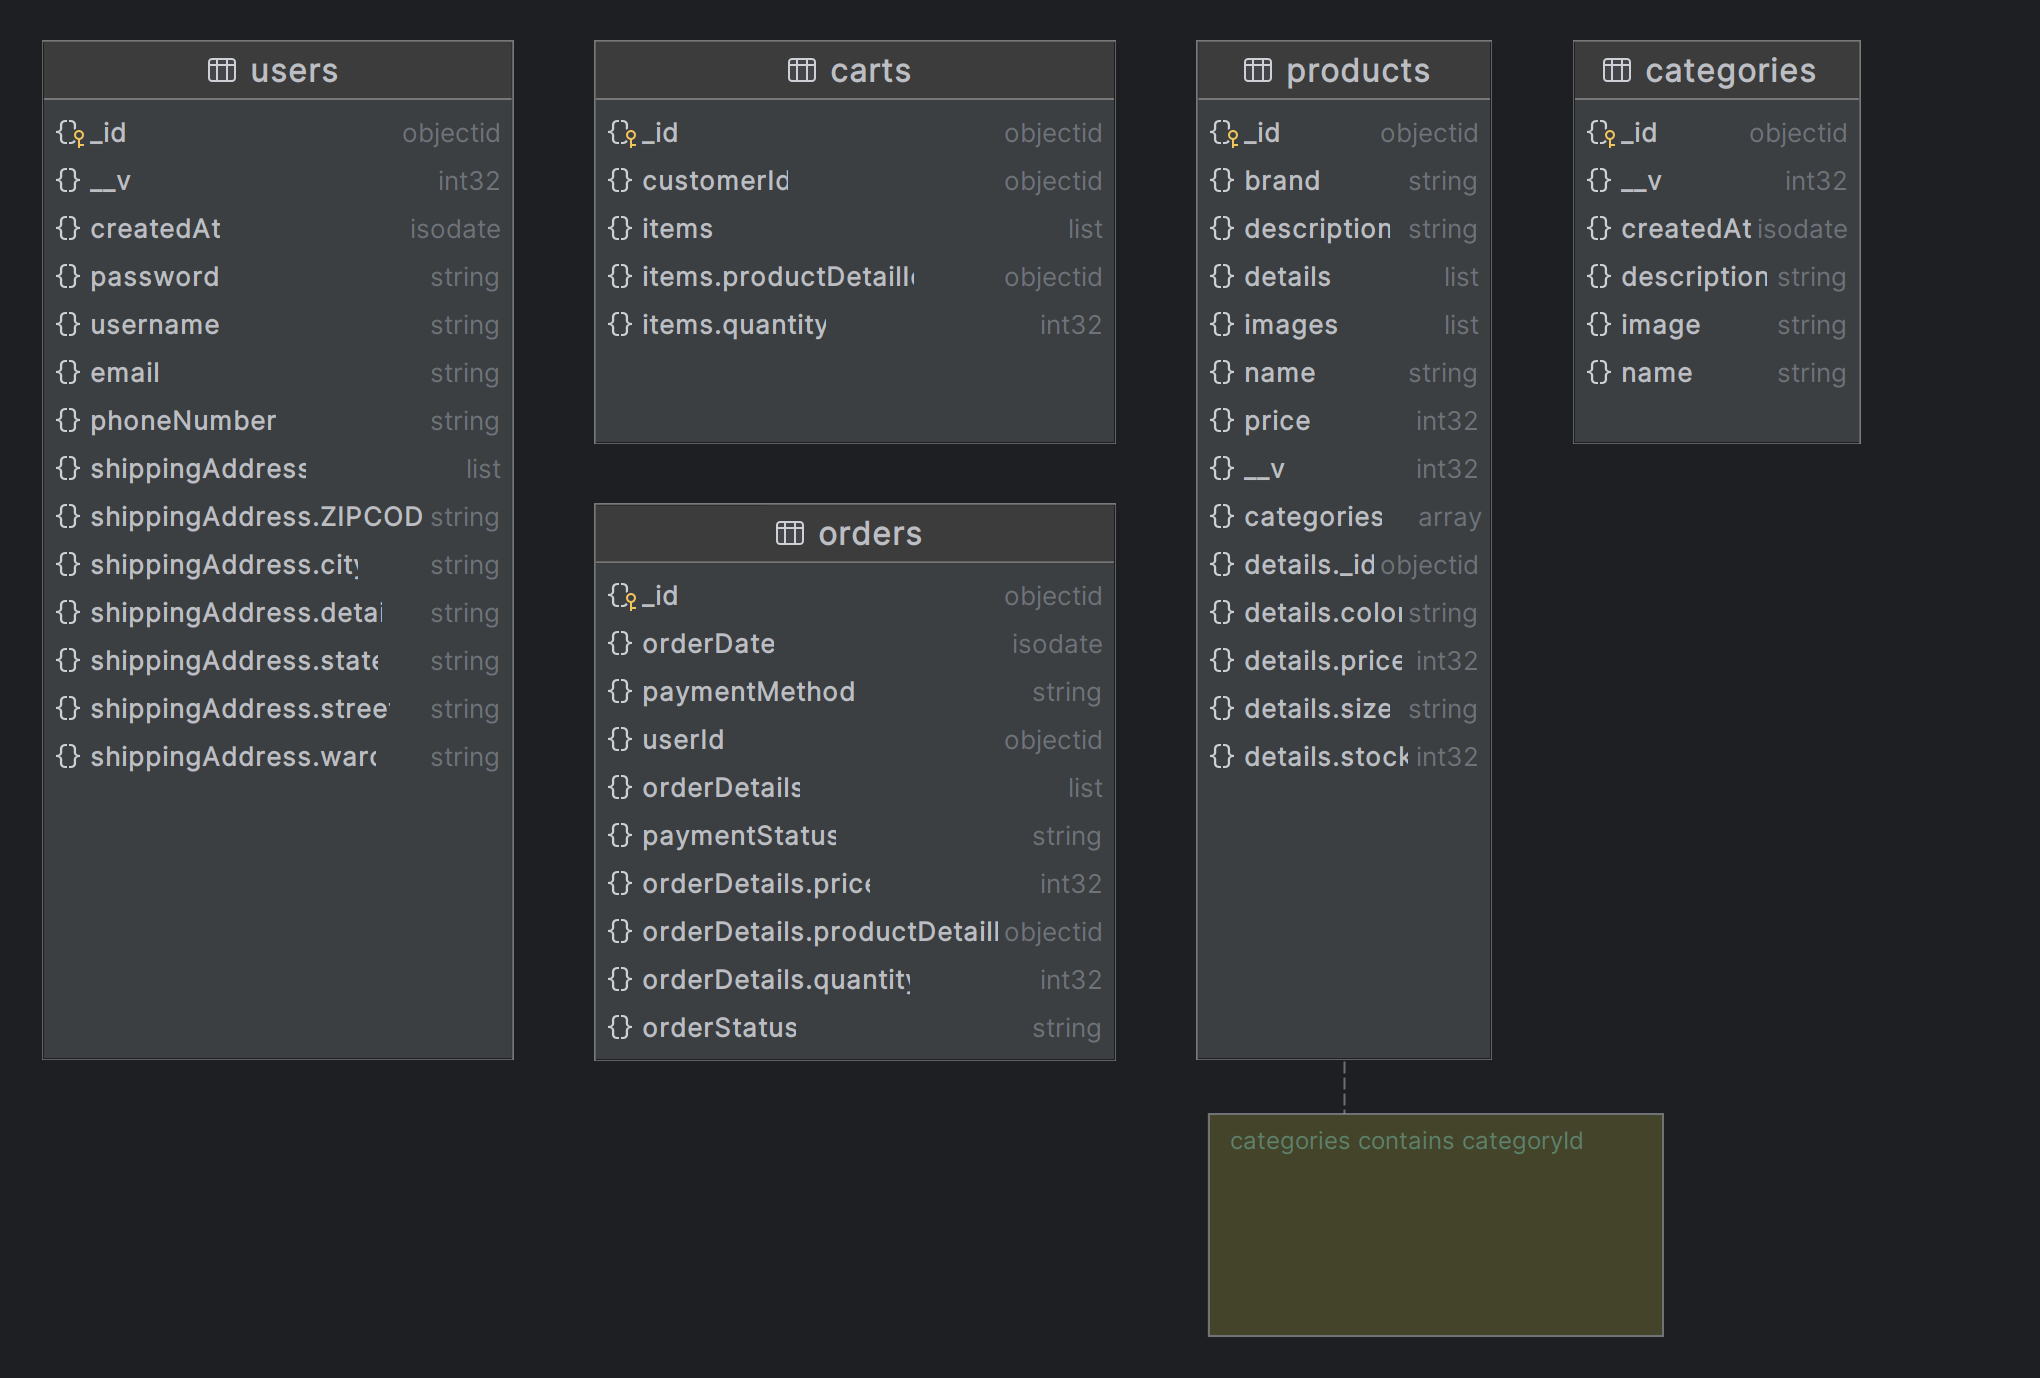 users
_id objectid
__v int32
createdAt isodate
password string
username string
email string
phoneNumber string
shippingAddress list
shippingAddress.ZIPCOD string
shippingAddress.city string
shippingAddress.detai string
shippingAddress.state string
shippingAddress.stree string
shippingAddress.ward string
carts
_id objectid
customerId objectid
items list
items.productDetailI objectid
items.quantity int32
orders
_id objectid
orderDate isodate
paymentMethod string
userId objectid
orderDetails list
paymentStatus string
orderDetails.price int32
orderDetails.productDetailI objectid
orderDetails.quantity int32
orderStatus string
products
_id objectid
brand string
description string
details list
images list
name string
price int32
__v int32
categories array
details._id objectid
details.color string
details.price int32
details.size string
details.stock int32
categories
_id objectid
__v int32
createdAt isodate
description string
image string
name string
categories contains categoryId